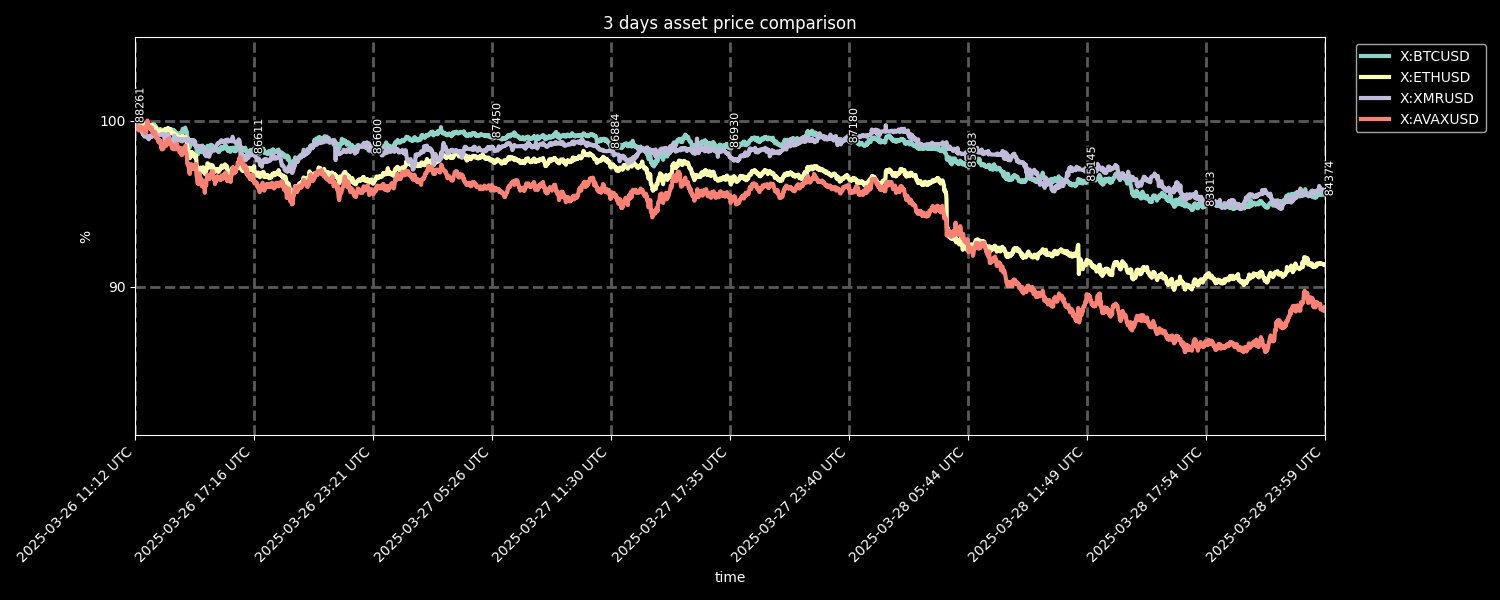 3 days asset price comparison
X:BTCUSD
X:ETHUSD
X:XMRUSD
X:AVAXUSD
100
90
%
88261
86611
86600
87450
86884
86930
87180
85883
85145
83813
84374
2025-03-26 11:12 UTC
2025-03-26 17:16 UTC
2025-03-26 23:21 UTC
2025-03-27 05:26 UTC
2025-03-27 11:30 UTC
2025-03-27 17:35 UTC
2025-03-27 23:40 UTC
2025-03-28 05:44 UTC
2025-03-28 11:49 UTC
2025-03-28 17:54 UTC
2025-03-28 23:59 UTC
time